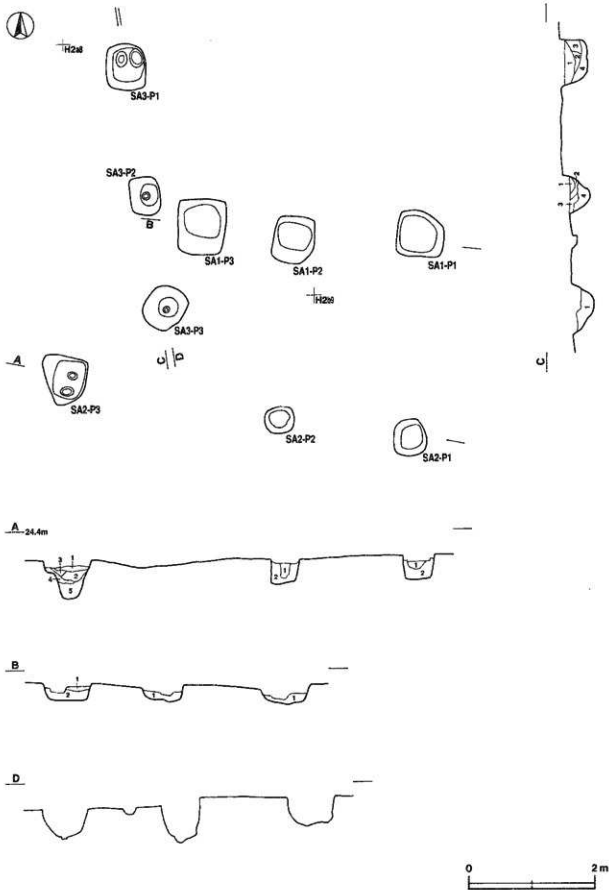 H2a8
SA3-P1
SA3-P2
B
SA1-P3
SA1-P2
SA1-P1
H2b9
SA3-P3
C D
A
SA2-P3
SA2-P2
SA2-P1
1 2 3 4
2
1 4
3
1
C
A 24.4m
3 1
4 2
5
2 1
1
2
B
1
2
1
1
D
0 2m